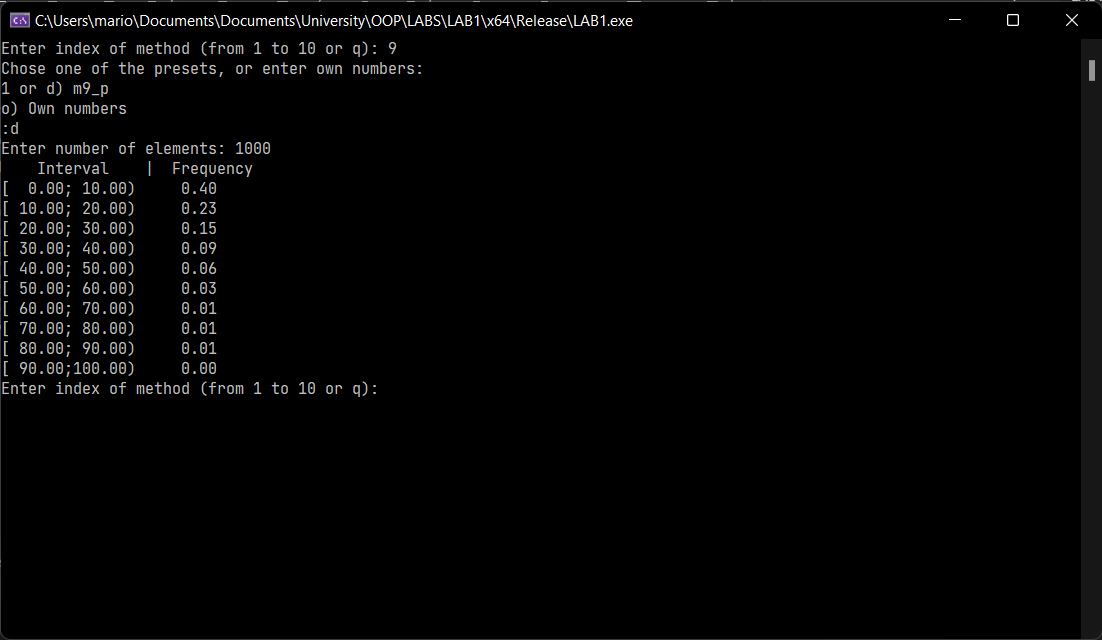 C:\Users\mario\Documents\Documents\University\OOP\LABS\LAB1\x64\Release\LAB1.exe
Enter index of method (from 1 to 10 or q): 9
Chose one of the presets, or enter own numbers:
1 or d) m9_p
o) Own numbers
:d
Enter number of elements: 1000
    Interval    |  Frequency
[  0.00; 10.00)     0.40
[ 10.00; 20.00)     0.23
[ 20.00; 30.00)     0.15
[ 30.00; 40.00)     0.09
[ 40.00; 50.00)     0.06
[ 50.00; 60.00)     0.03
[ 60.00; 70.00)     0.01
[ 70.00; 80.00)     0.01
[ 80.00; 90.00)     0.01
[ 90.00;100.00)     0.00
Enter index of method (from 1 to 10 or q):